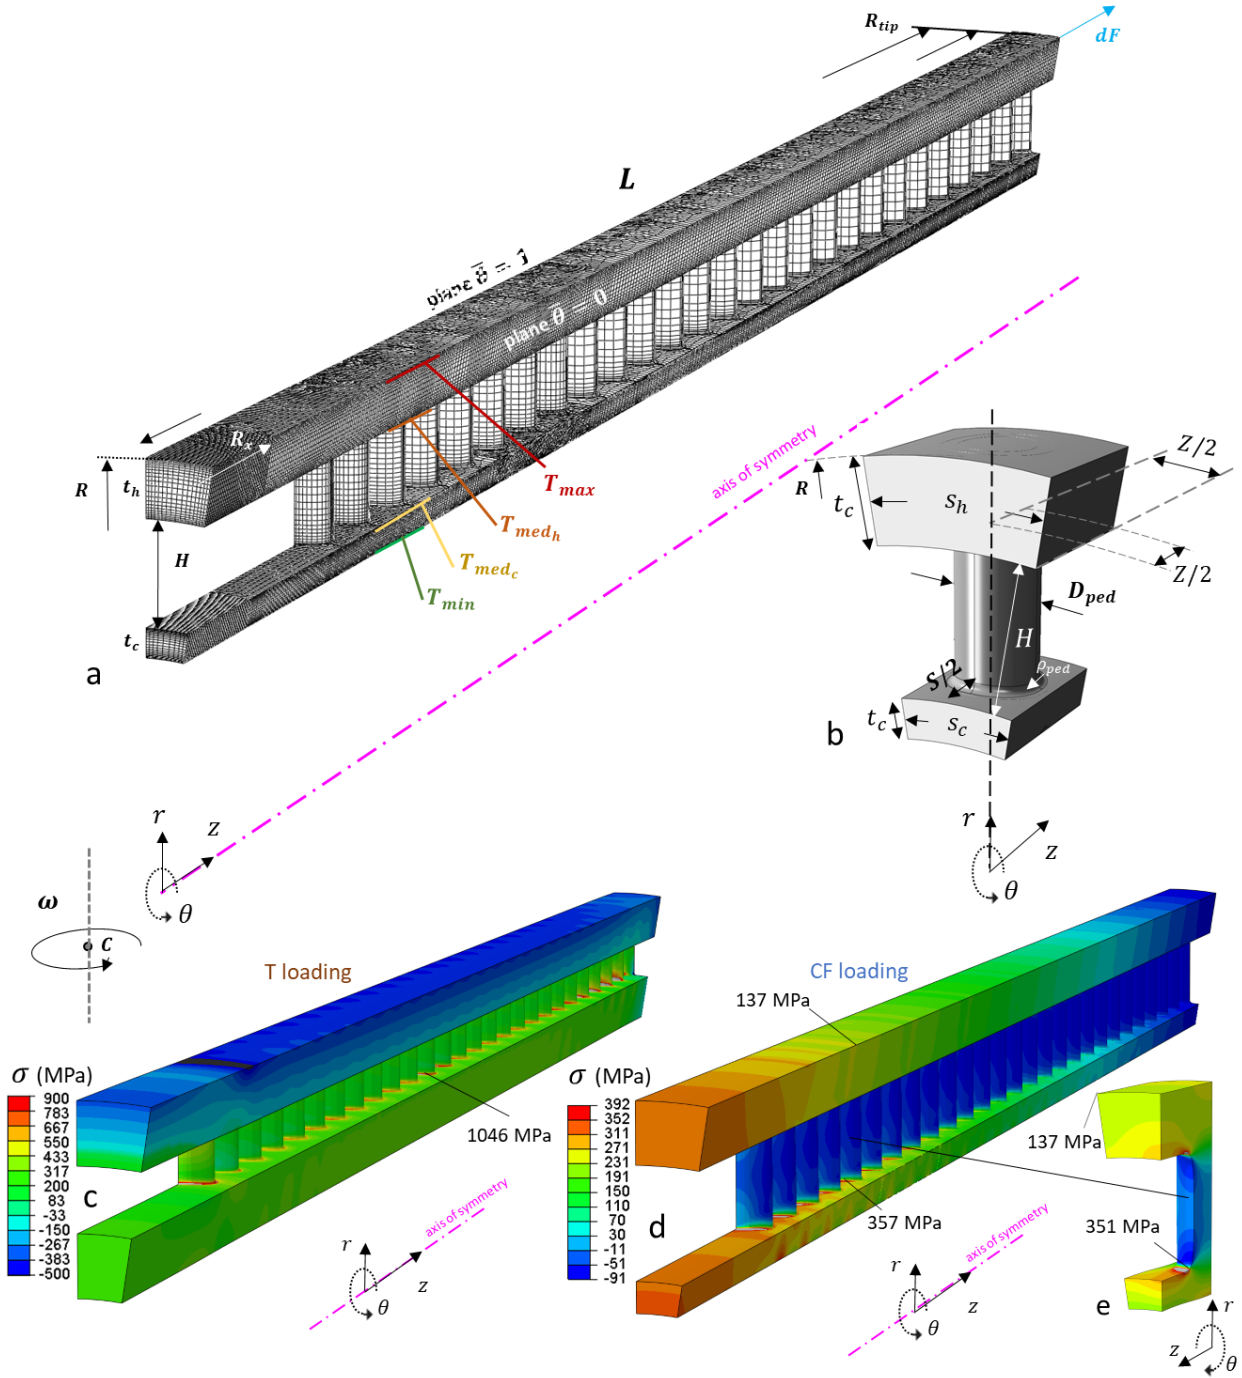 R_tip
dF
L
plane θ̄ = 1
plane θ̄ = 0
R_x
R
t_h
H
t_c
T_max
T_med_h
T_med_c
T_min
a
axis of symmetry
r
z
θ
R
t_c
s_h
Z/2
Z/2
D_ped
H
ρ_ped
S/2
t_c
s_c
b
r
z
θ
ω
C
T loading
σ (MPa)
900
783
667
550
433
317
200
83
-33
-150
-267
-383
-500
1046 MPa
c
axis of symmetry
r
z
θ
CF loading
137 MPa
σ (MPa)
392
352
311
271
231
191
150
110
70
30
-11
-51
-91
357 MPa
d
axis of symmetry
r
z
θ
137 MPa
351 MPa
e
r
z
θ